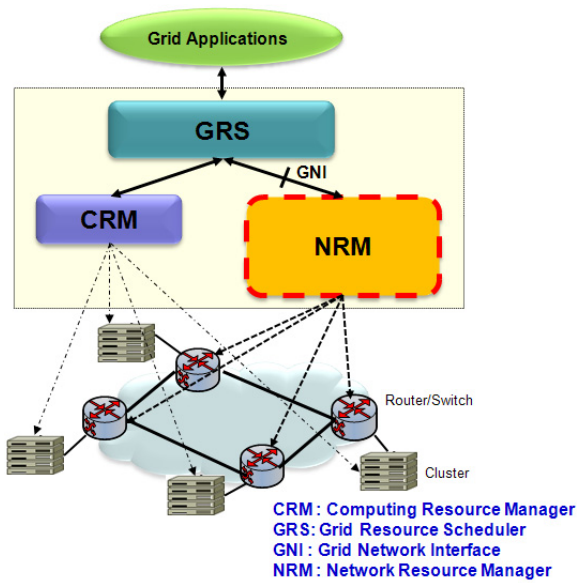 Grid Applications
GRS
GNI
CRM
NRM
Router/Switch
Cluster
CRM : Computing Resource Manager
GRS: Grid Resource Scheduler
GNI : Grid Network Interface
NRM : Network Resource Manager